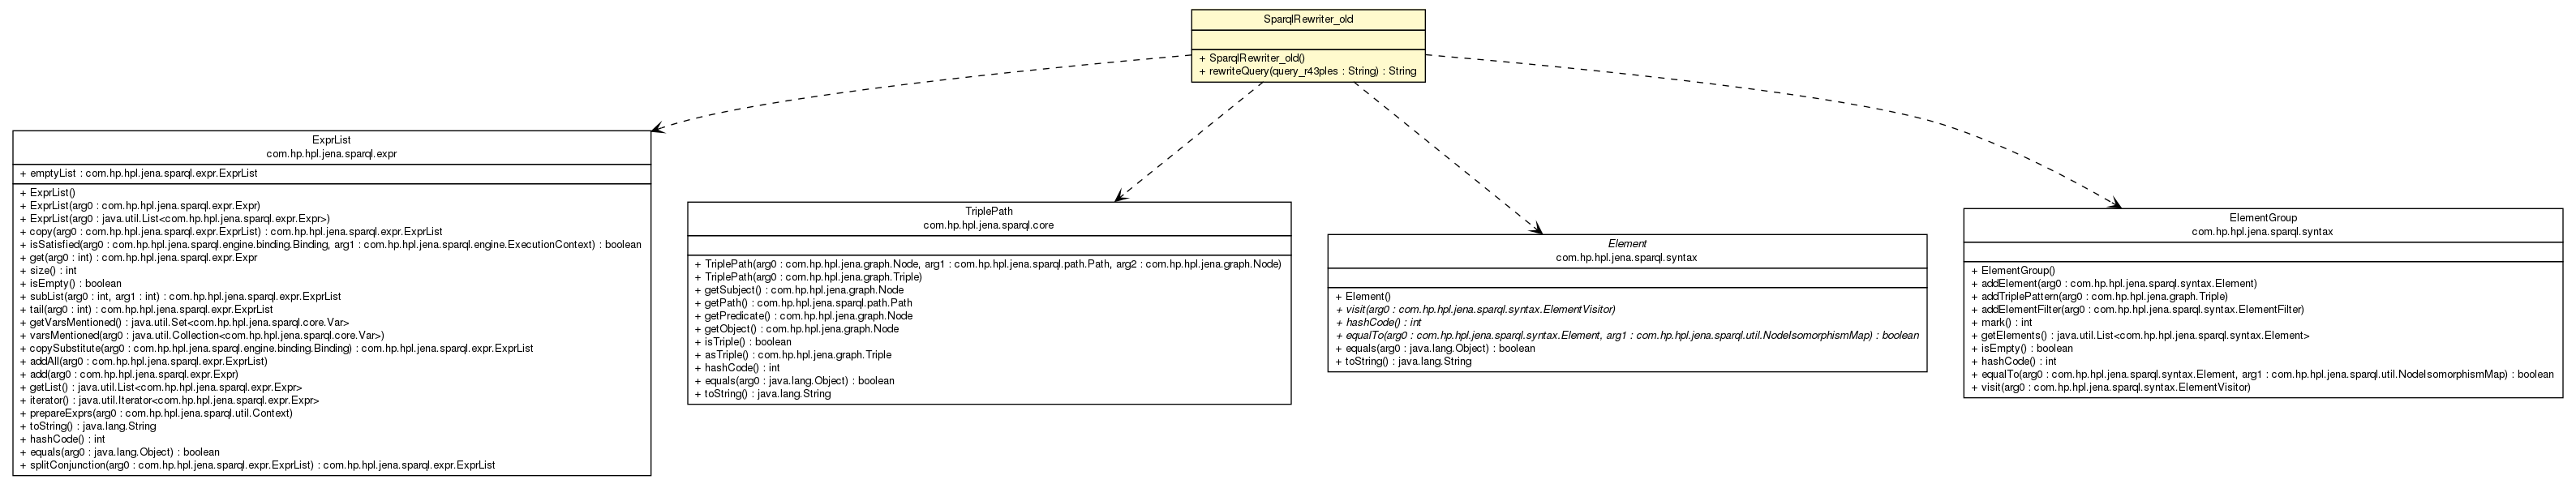 SparqlRewriter_old
+ SparqlRewriter_old()
+ rewriteQuery(query_r43ples : String) : String
ExprList
com.hp.hpl.jena.sparql.expr
+ emptyList : com.hp.hpl.jena.sparql.expr.ExprList
+ ExprList()
+ ExprList(arg0 : com.hp.hpl.jena.sparql.expr.Expr)
+ ExprList(arg0 : java.util.List<com.hp.hpl.jena.sparql.expr.Expr>)
+ copy(arg0 : com.hp.hpl.jena.sparql.expr.ExprList) : com.hp.hpl.jena.sparql.expr.ExprList
+ isSatisfied(arg0 : com.hp.hpl.jena.sparql.engine.binding.Binding, arg1 : com.hp.hpl.jena.sparql.engine.ExecutionContext) : boolean
+ get(arg0 : int) : com.hp.hpl.jena.sparql.expr.Expr
+ size() : int
+ isEmpty() : boolean
+ subList(arg0 : int, arg1 : int) : com.hp.hpl.jena.sparql.expr.ExprList
+ tail(arg0 : int) : com.hp.hpl.jena.sparql.expr.ExprList
+ getVarsMentioned() : java.util.Set<com.hp.hpl.jena.sparql.core.Var>
+ varsMentioned(arg0 : java.util.Collection<com.hp.hpl.jena.sparql.core.Var>)
+ copySubstitute(arg0 : com.hp.hpl.jena.sparql.engine.binding.Binding) : com.hp.hpl.jena.sparql.expr.ExprList
+ addAll(arg0 : com.hp.hpl.jena.sparql.expr.ExprList)
+ add(arg0 : com.hp.hpl.jena.sparql.expr.Expr)
+ getList() : java.util.List<com.hp.hpl.jena.sparql.expr.Expr>
+ iterator() : java.util.Iterator<com.hp.hpl.jena.sparql.expr.Expr>
+ prepareExprs(arg0 : com.hp.hpl.jena.sparql.util.Context)
+ toString() : java.lang.String
+ hashCode() : int
+ equals(arg0 : java.lang.Object) : boolean
+ splitConjunction(arg0 : com.hp.hpl.jena.sparql.expr.ExprList) : com.hp.hpl.jena.sparql.expr.ExprList
TriplePath
com.hp.hpl.jena.sparql.core
+ TriplePath(arg0 : com.hp.hpl.jena.graph.Node, arg1 : com.hp.hpl.jena.sparql.path.Path, arg2 : com.hp.hpl.jena.graph.Node)
+ TriplePath(arg0 : com.hp.hpl.jena.graph.Triple)
+ getSubject() : com.hp.hpl.jena.graph.Node
+ getPath() : com.hp.hpl.jena.sparql.path.Path
+ getPredicate() : com.hp.hpl.jena.graph.Node
+ getObject() : com.hp.hpl.jena.graph.Node
+ isTriple() : boolean
+ asTriple() : com.hp.hpl.jena.graph.Triple
+ hashCode() : int
+ equals(arg0 : java.lang.Object) : boolean
+ toString() : java.lang.String
Element
com.hp.hpl.jena.sparql.syntax
+ Element()
+ visit(arg0 : com.hp.hpl.jena.sparql.syntax.ElementVisitor)
+ hashCode() : int
+ equalTo(arg0 : com.hp.hpl.jena.sparql.syntax.Element, arg1 : com.hp.hpl.jena.sparql.util.NodeIsomorphismMap) : boolean
+ equals(arg0 : java.lang.Object) : boolean
+ toString() : java.lang.String
ElementGroup
com.hp.hpl.jena.sparql.syntax
+ ElementGroup()
+ addElement(arg0 : com.hp.hpl.jena.sparql.syntax.Element)
+ addTriplePattern(arg0 : com.hp.hpl.jena.graph.Triple)
+ addElementFilter(arg0 : com.hp.hpl.jena.sparql.syntax.ElementFilter)
+ mark() : int
+ getElements() : java.util.List<com.hp.hpl.jena.sparql.syntax.Element>
+ isEmpty() : boolean
+ hashCode() : int
+ equalTo(arg0 : com.hp.hpl.jena.sparql.syntax.Element, arg1 : com.hp.hpl.jena.sparql.util.NodeIsomorphismMap) : boolean
+ visit(arg0 : com.hp.hpl.jena.sparql.syntax.ElementVisitor)